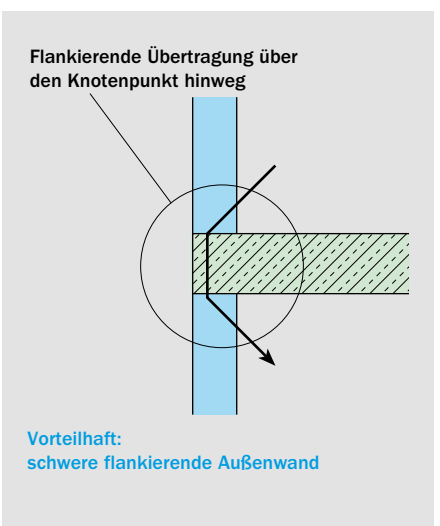 Flankierende Übertragung über
den Knotenpunkt hinweg
Vorteilhaft:
schwere flankierende Außenwand